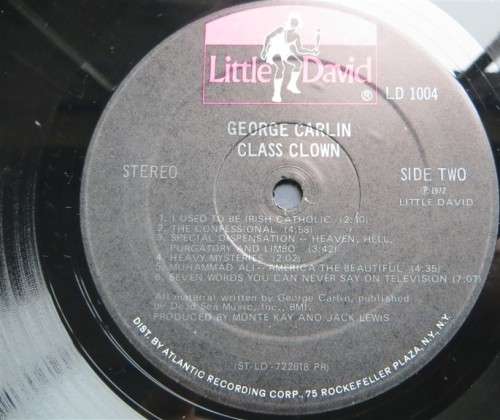 Little David ®
LD 1004
GEORGE CARLIN
CLASS CLOWN
STEREO
SIDE TWO
℗ 1972
LITTLE DAVID
1. I USED TO BE IRISH CATHOLIC (2:10)
2. THE CONFESSIONAL (4:58)
3. SPECIAL DISPENSATION — HEAVEN, HELL,
PURGATORY AND LIMBO (3:42)
4. HEAVY MYSTERIES (2:02)
5. MUHAMMAD ALI — AMERICA THE BEAUTIFUL (4:35)
6. SEVEN WORDS YOU CAN NEVER SAY ON TELEVISION (7:07)
All material written by George Carlin, published
by Dead Sea Music, Inc., BMI
PRODUCED BY MONTE KAY AND JACK LEWIS
(ST-LD-722618 PR)
DIST. BY ATLANTIC RECORDING CORP., 75 ROCKEFELLER PLAZA, N.Y., N.Y.